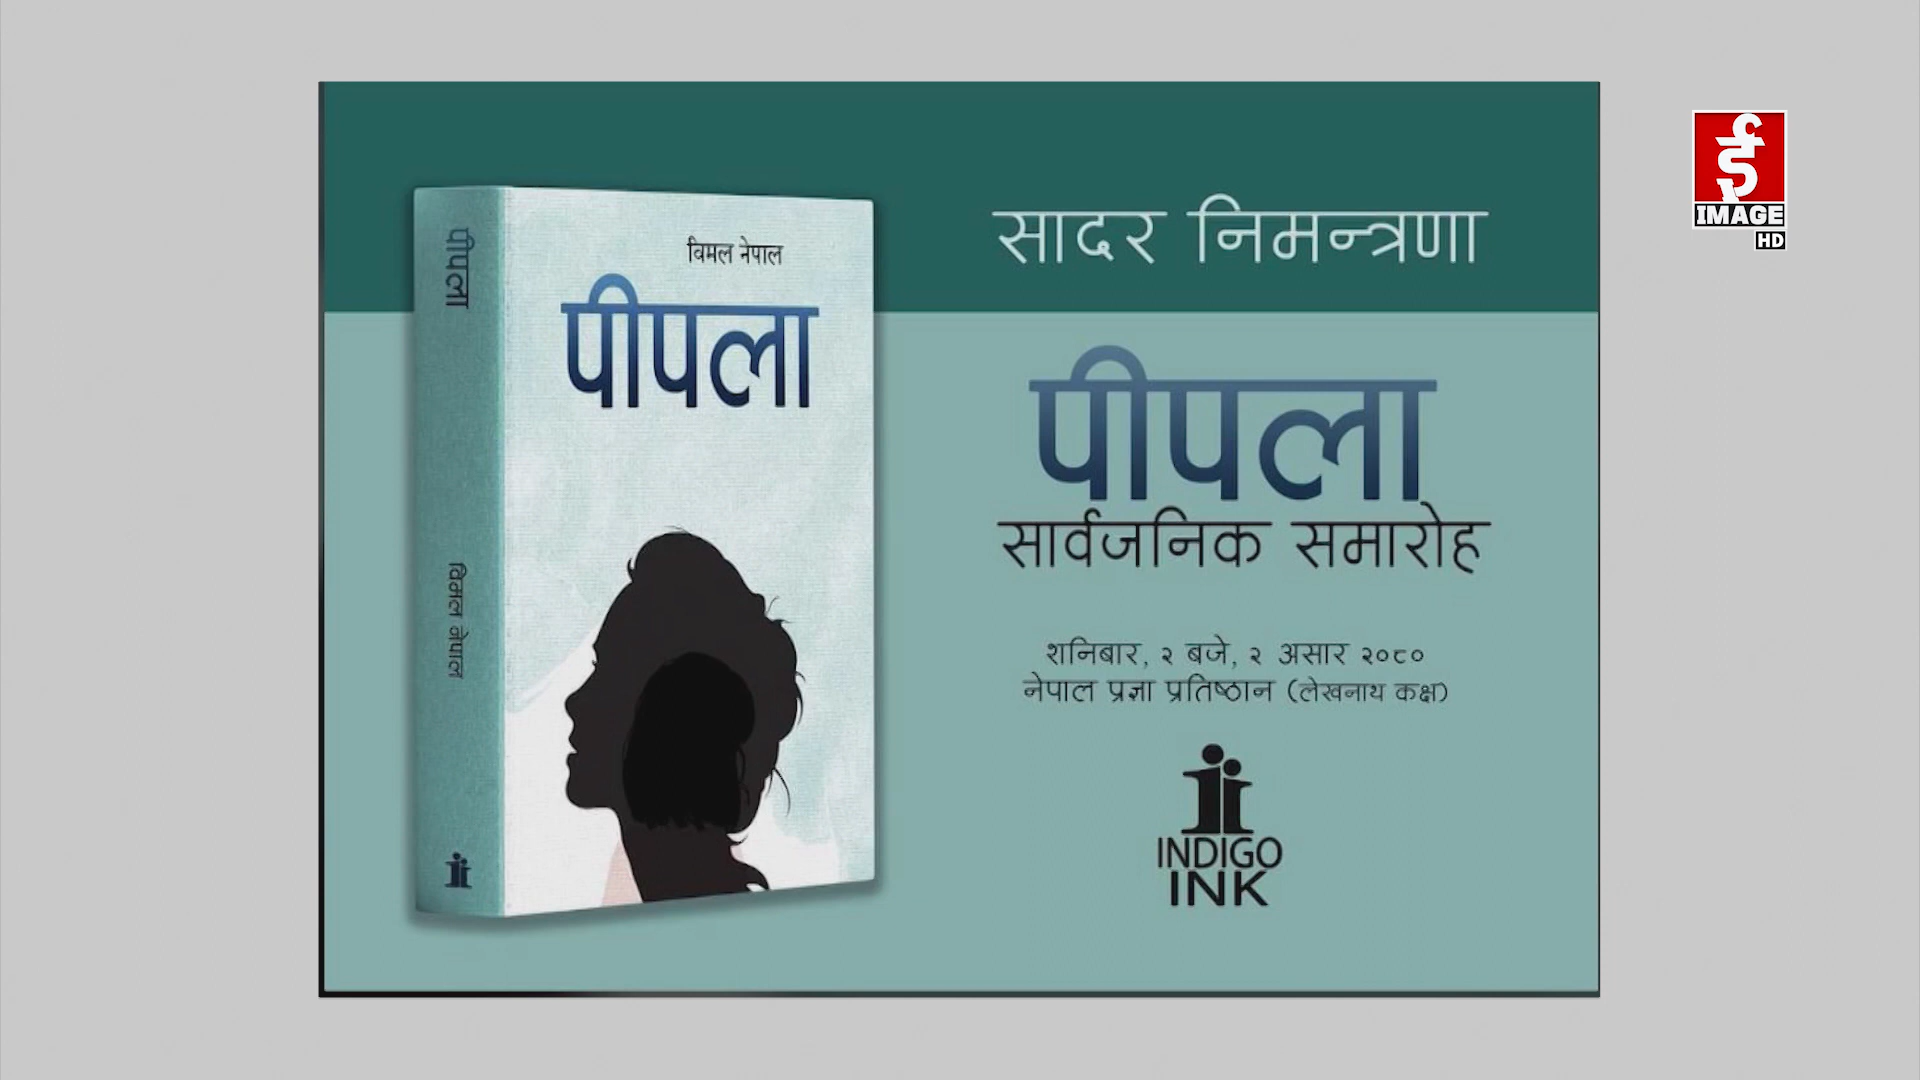 पीपला
विमल नेपाल
विमल नेपाल
पीपला
सादर निमन्त्रणा
पीपला
सार्वजनिक समारोह
शनिबार, २ बजे, २ असार २०८०
नेपाल प्रज्ञा प्रतिष्ठान (लेखनाथ कक्ष)
INDIGO
INK
IMAGE
HD